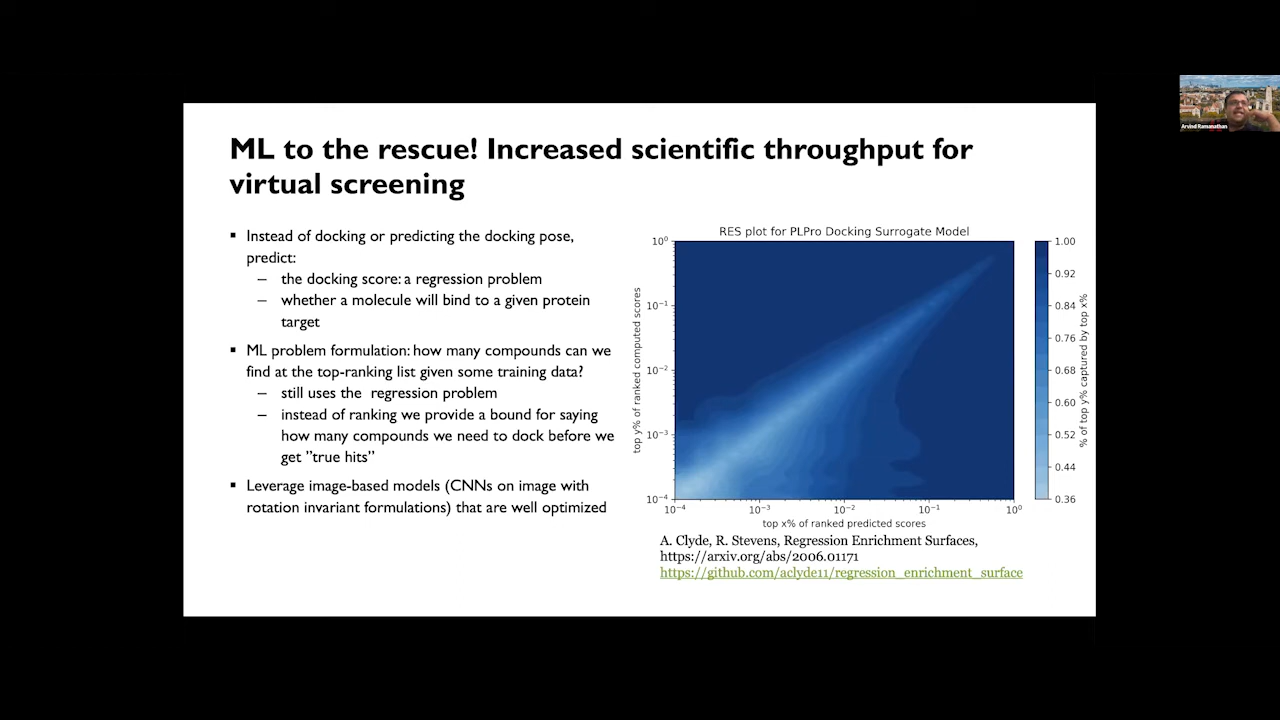 ML to the rescue! Increased scientific throughput for
virtual screening
▪ Instead of docking or predicting the docking pose,
predict:
– the docking score: a regression problem
– whether a molecule will bind to a given protein
target
▪ ML problem formulation: how many compounds can we
find at the top-ranking list given some training data?
– still uses the  regression problem
– instead of ranking we provide a bound for saying
how many compounds we need to dock before we
get ”true hits”
▪ Leverage image-based models (CNNs on image with
rotation invariant formulations) that are well optimized
RES plot for PLPro Docking Surrogate Model
top y% of ranked computed scores
10⁰
10⁻¹
10⁻²
10⁻³
10⁻⁴
10⁻⁴ 10⁻³ 10⁻² 10⁻¹ 10⁰
top x% of ranked predicted scores
1.00
0.92
0.84
0.76
0.68
0.60
0.52
0.44
0.36
% of top y% captured by top x%
A. Clyde, R. Stevens, Regression Enrichment Surfaces,
https://arxiv.org/abs/2006.01171
https://github.com/aclyde11/regression_enrichment_surface
Arvind Ramanathan